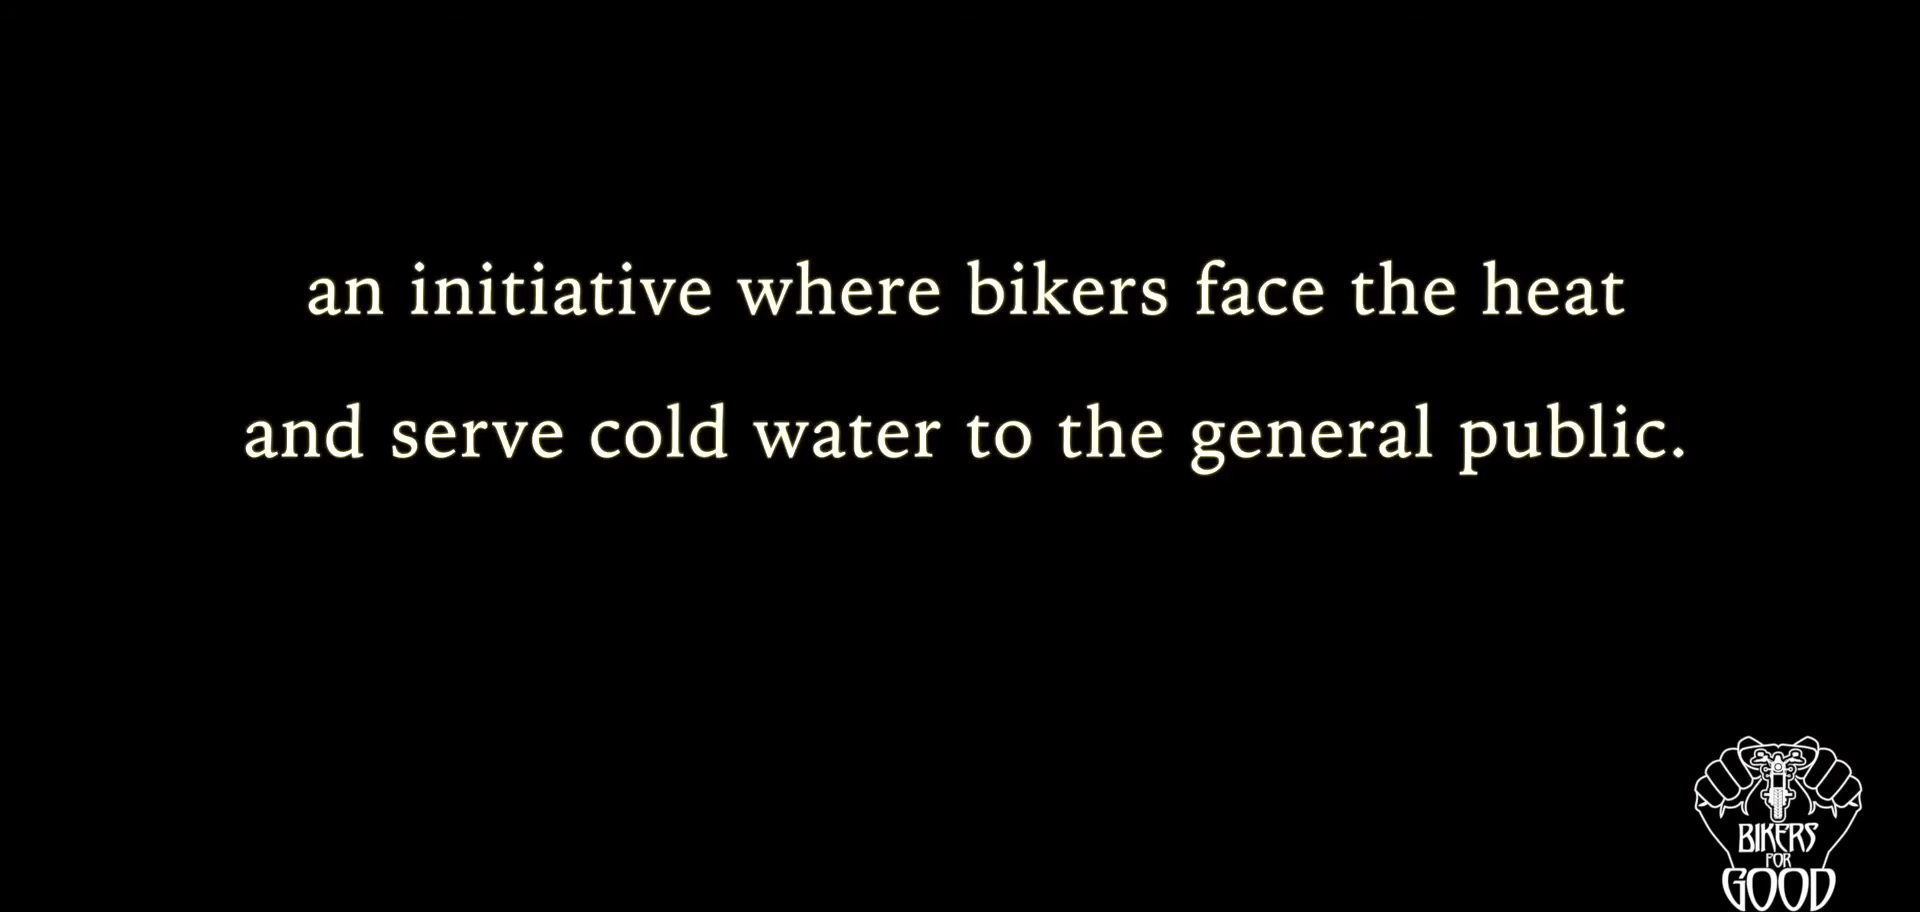 an initiative where bikers face the heat
and serve cold water to the general public.
BIKERS
FOR
GOOD